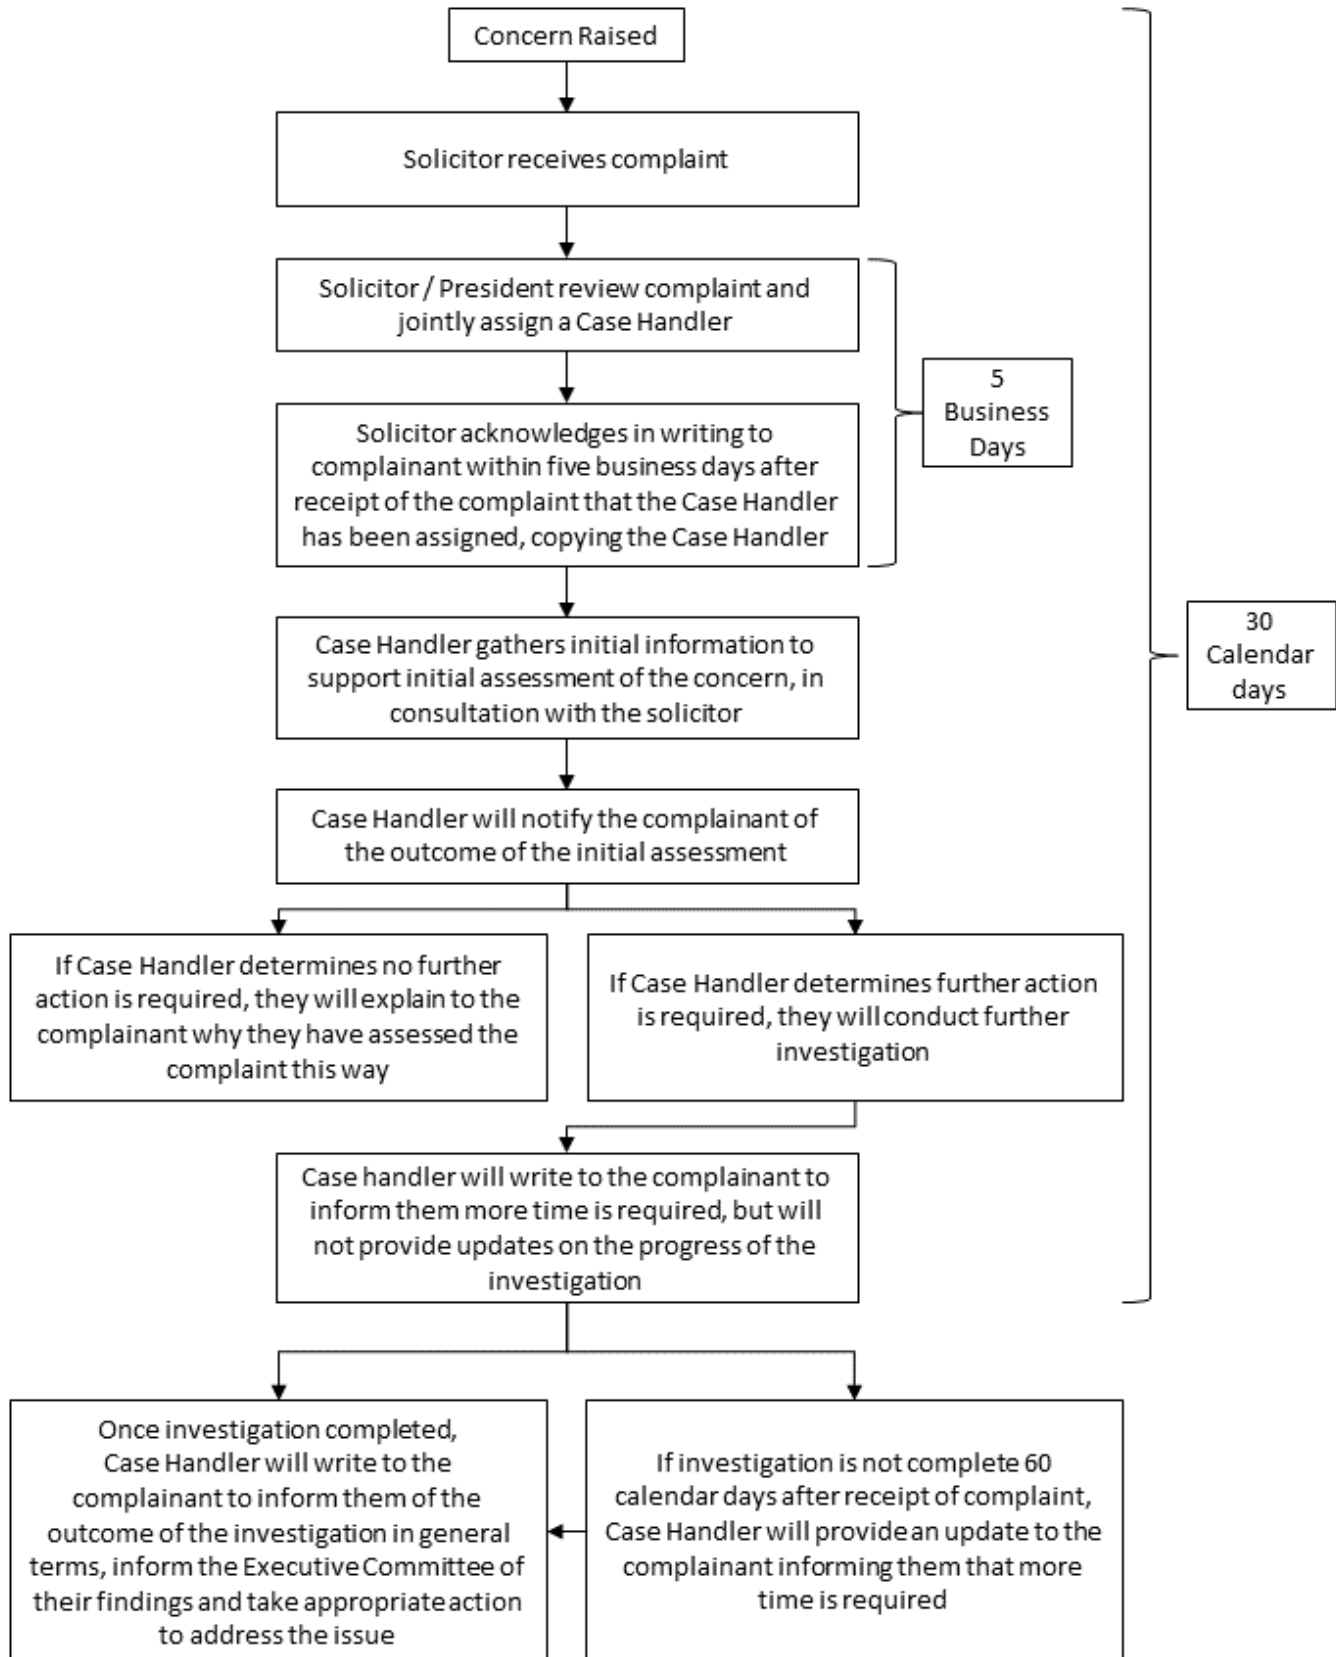 Concern Raised
Solicitor receives complaint
Solicitor / President review complaint and
jointly assign a Case Handler
5
Business
Days
Solicitor acknowledges in writing to
complainant within five business days after
receipt of the complaint that the Case Handler
has been assigned, copying the Case Handler
Case Handler gathers initial information to
support initial assessment of the concern, in
consultation with the solicitor
30
Calendar
days
Case Handler will notify the complainant of
the outcome of the initial assessment
If Case Handler determines no further
action is required, they will explain to the
complainant why they have assessed the
complaint this way
If Case Handler determines further action
is required, they will conduct further
investigation
Case handler will write to the complainant to
inform them more time is required, but will
not provide updates on the progress of the
investigation
Once investigation completed,
Case Handler will write to the
complainant to inform them of the
outcome of the investigation in general
terms, inform the Executive Committee of
their findings and take appropriate action
to address the issue
If investigation is not complete 60
calendar days after receipt of complaint,
Case Handler will provide an update to the
complainant informing them that more
time is required